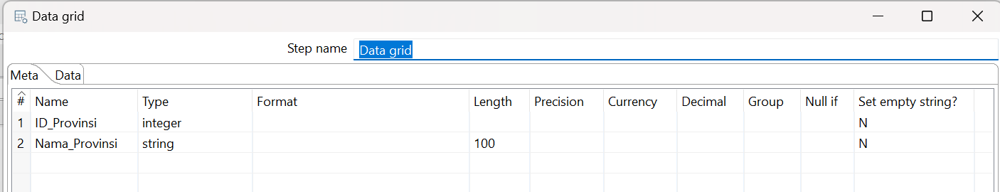 Data grid
Step name Data grid
Meta Data
# Name Type Format Length Precision Currency Decimal Group Null if Set empty string?
1 ID_Provinsi integer N
2 Nama_Provinsi string 100 N